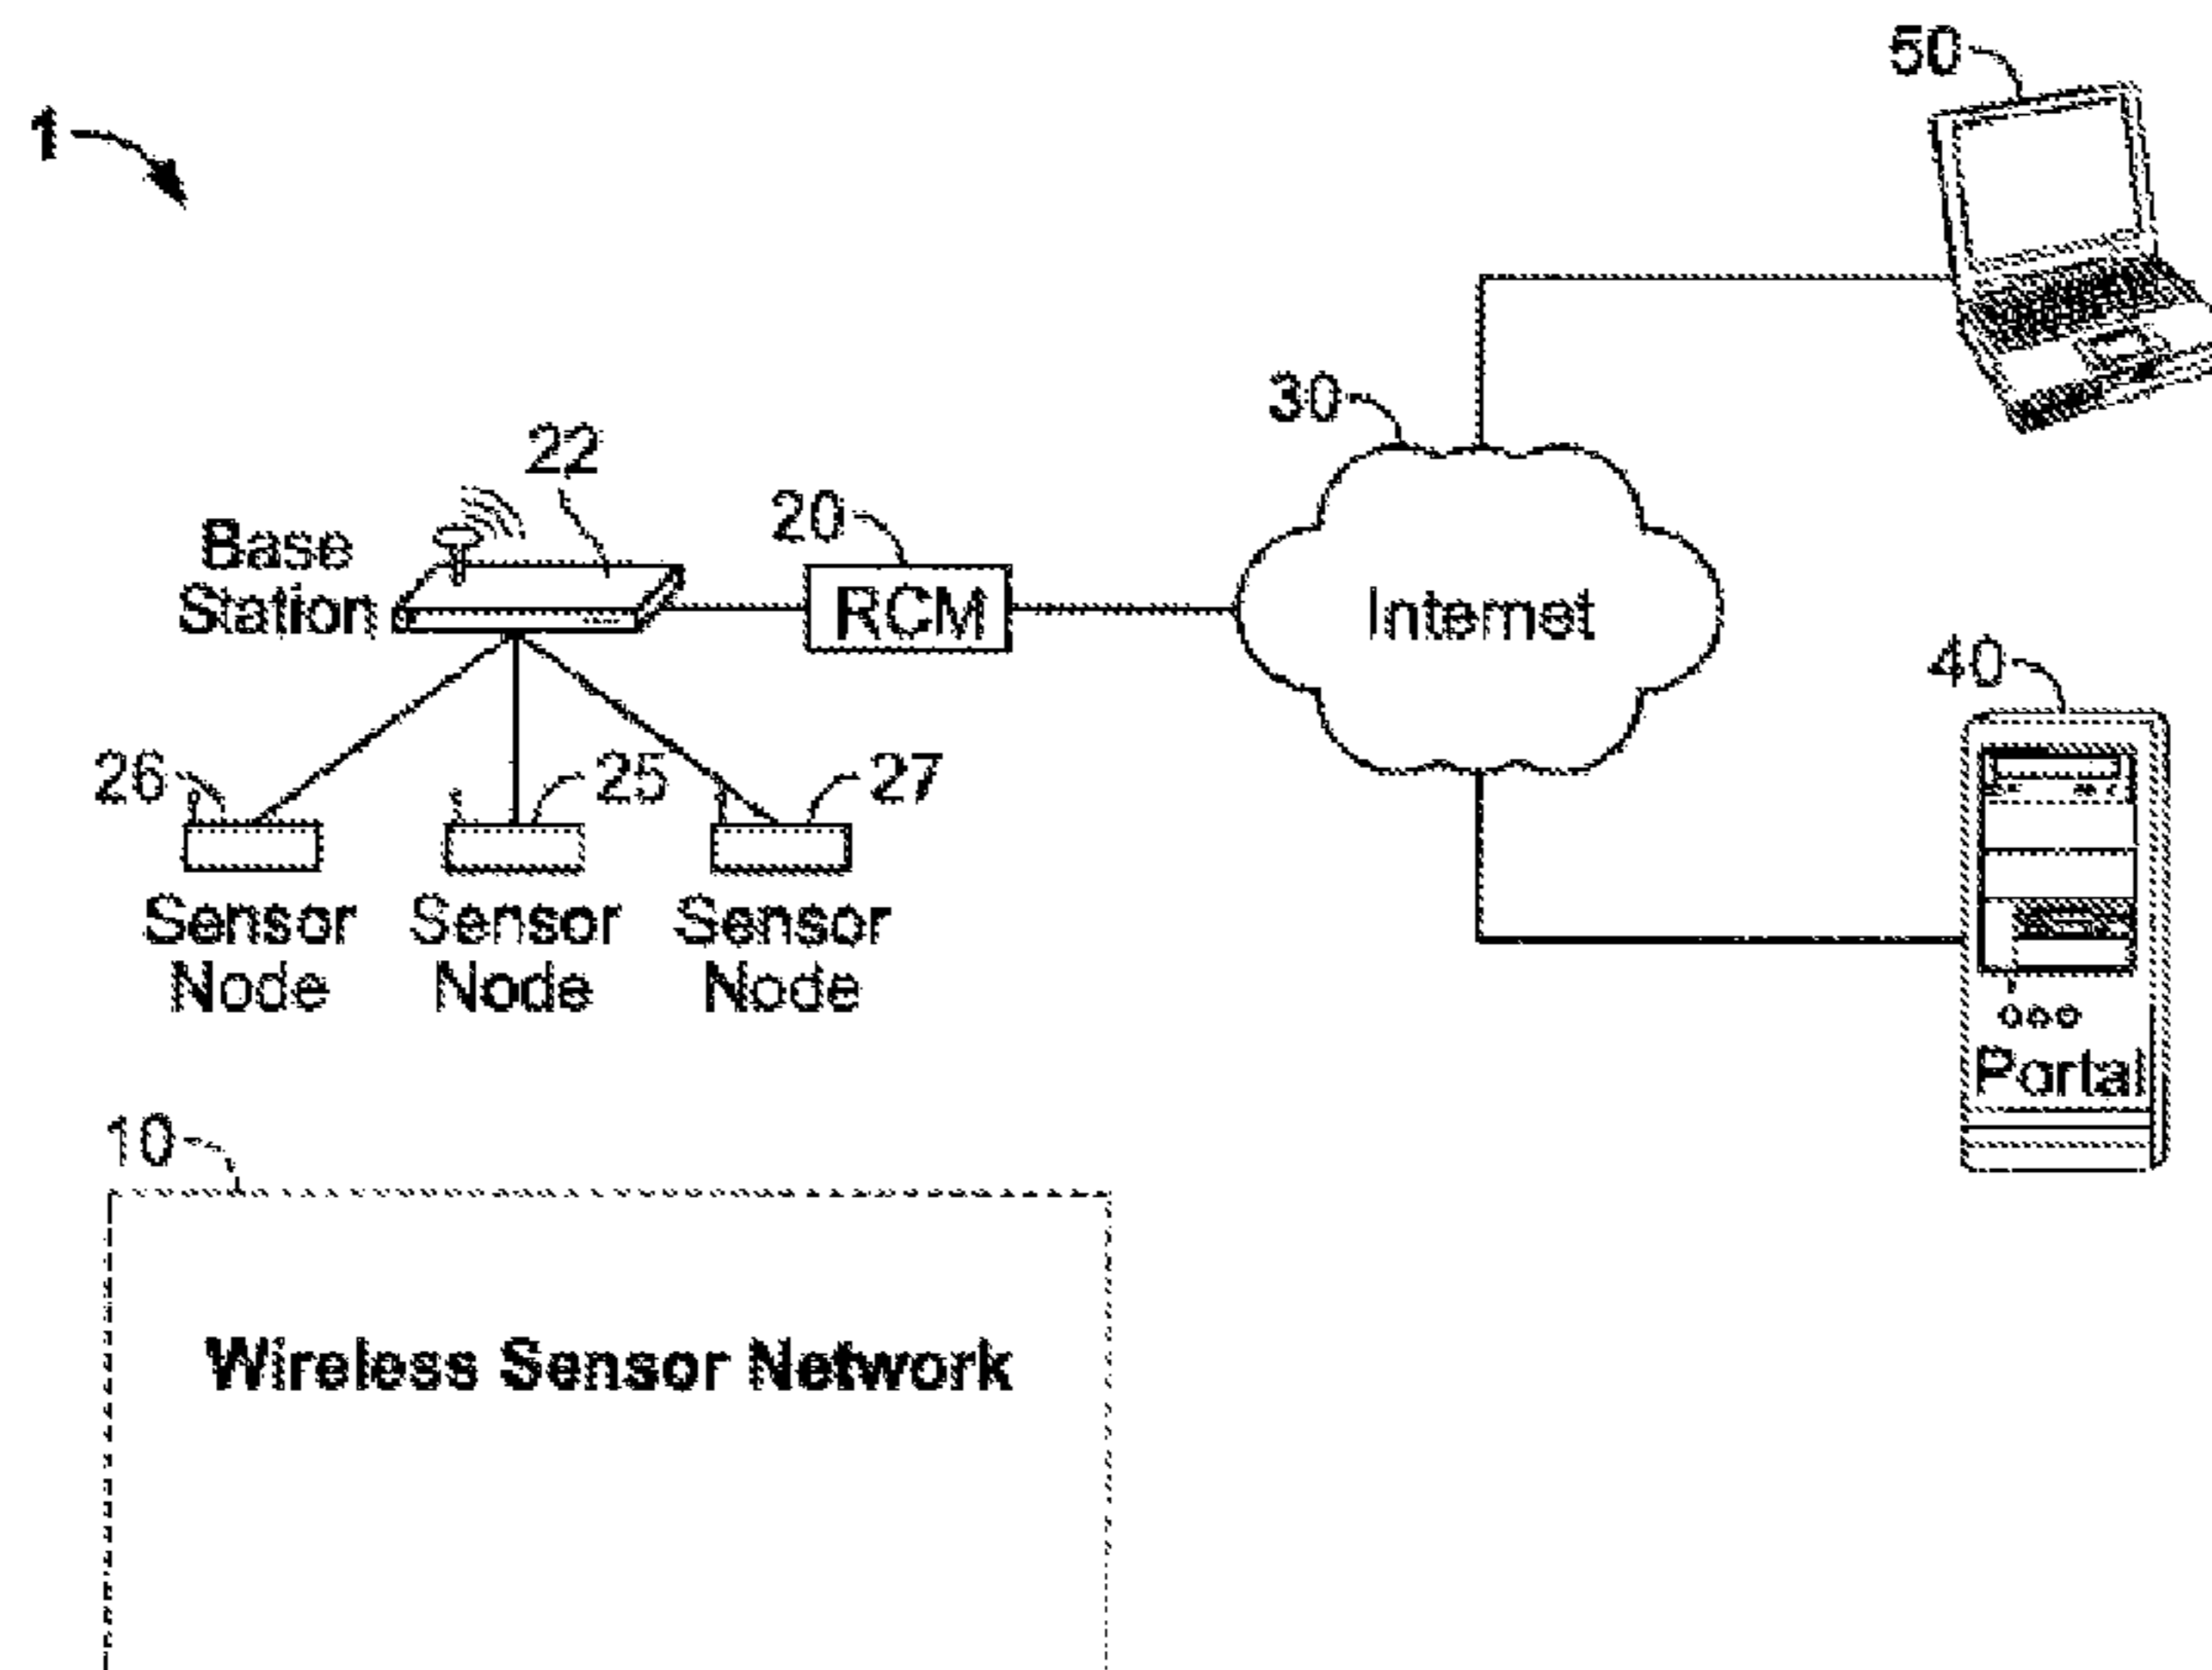 1
50
30
22
20
Base
Station
RCM
Internet
40
26
25
27
Sensor
Node
Sensor
Node
Sensor
Node
Portal
10
Wireless Sensor Network